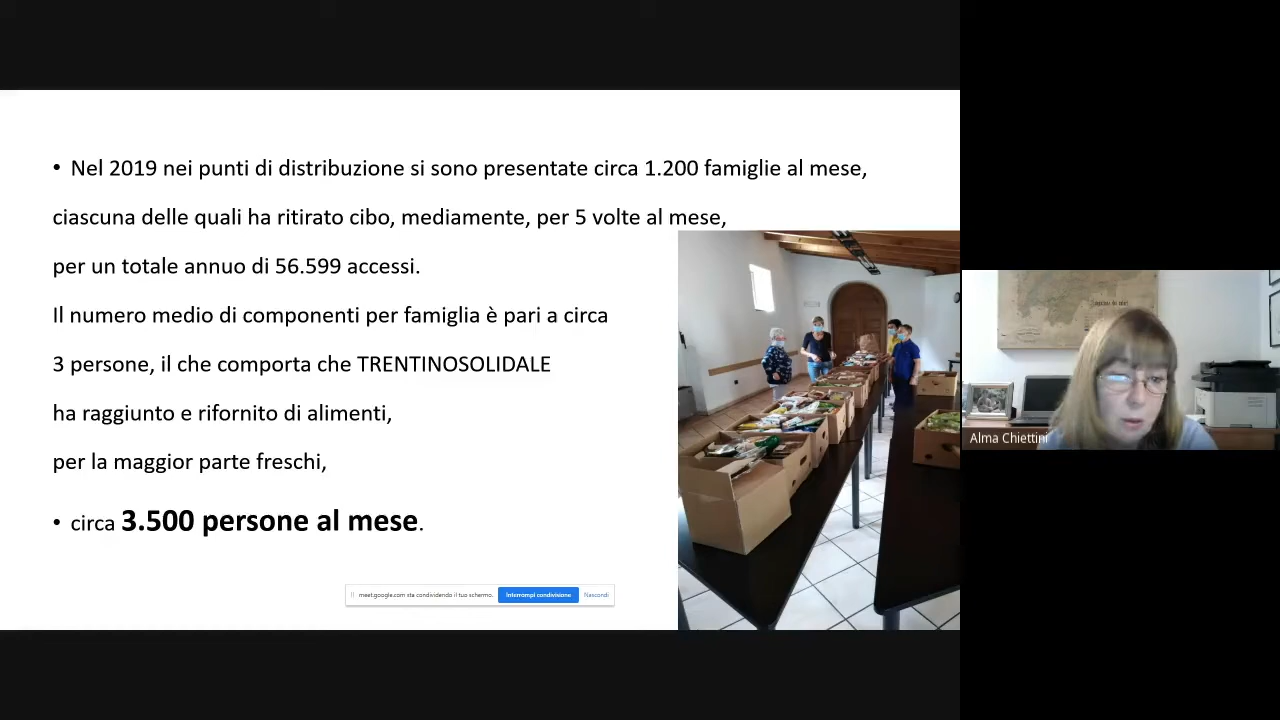 • Nel 2019 nei punti di distribuzione si sono presentate circa 1.200 famiglie al mese,
ciascuna delle quali ha ritirato cibo, mediamente, per 5 volte al mese,
per un totale annuo di 56.599 accessi.
Il numero medio di componenti per famiglia è pari a circa
3 persone, il che comporta che TRENTINOSOLIDALE
ha raggiunto e rifornito di alimenti,
per la maggior parte freschi,
• circa 3.500 persone al mese.
meet.google.com sta condividendo il tuo schermo. Interrompi condivisione Nascondi
Alma Chiettini